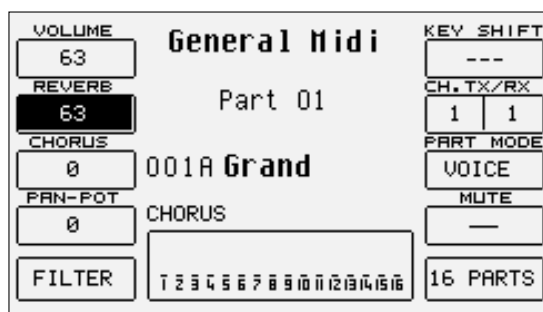 VOLUME
63
REVERB
63
CHORUS
0
PAN-POT
0
FILTER
General Midi
Part 01
001A Grand
CHORUS
1 2 3 4 5 6 7 8 9 10 11 12 13 14 15 16
KEY SHIFT
---
CH.TX/RX
1 1
PART MODE
VOICE
MUTE
—
16 PARTS